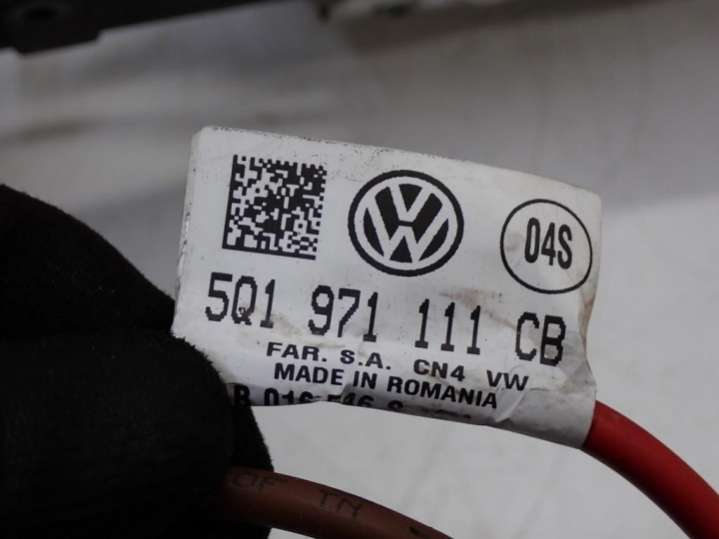 04S
5Q1 971 111 CB
FAR. S.A. CN4 VW
MADE IN ROMANIA